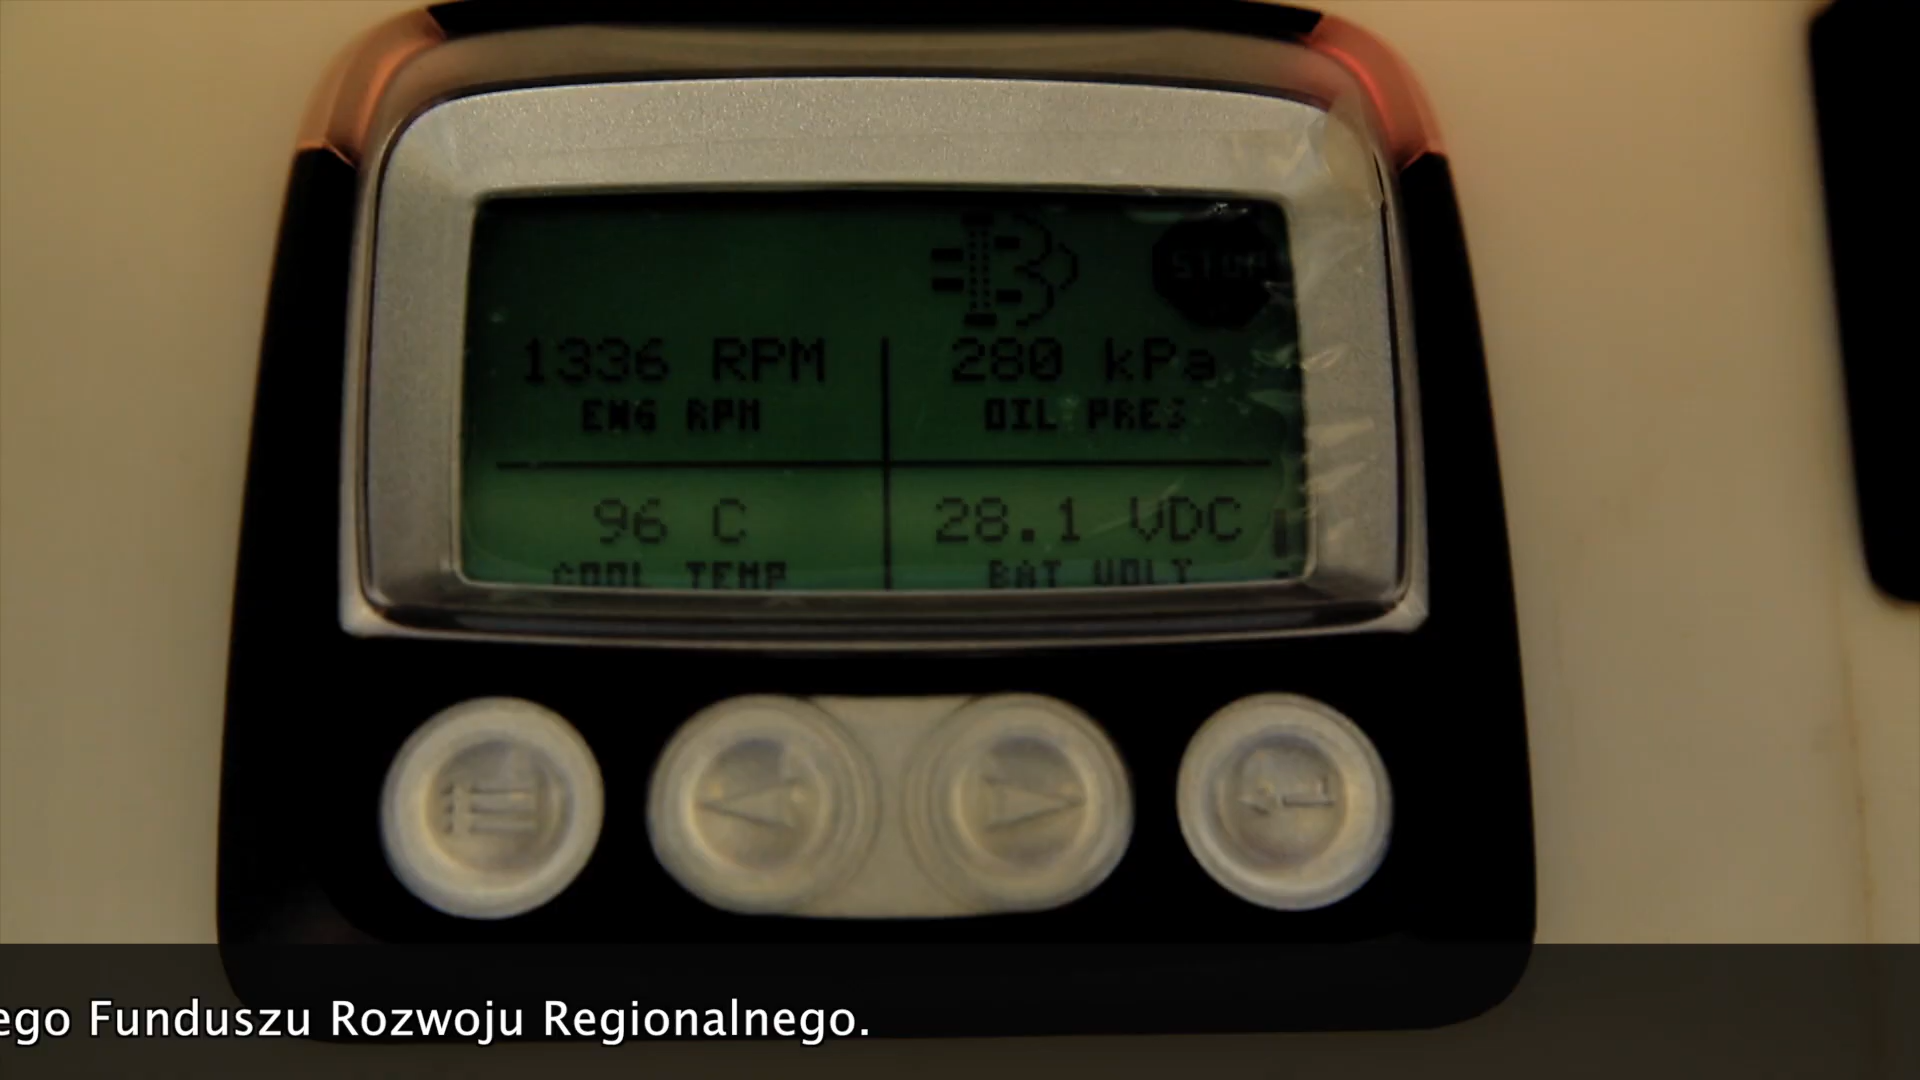 STOP
1336 RPM
280 kPa
ENG RPM
OIL PRES
96 C
28.1 VDC
COOL TEMP
BAT VOLT
ego Funduszu Rozwoju Regionalnego.